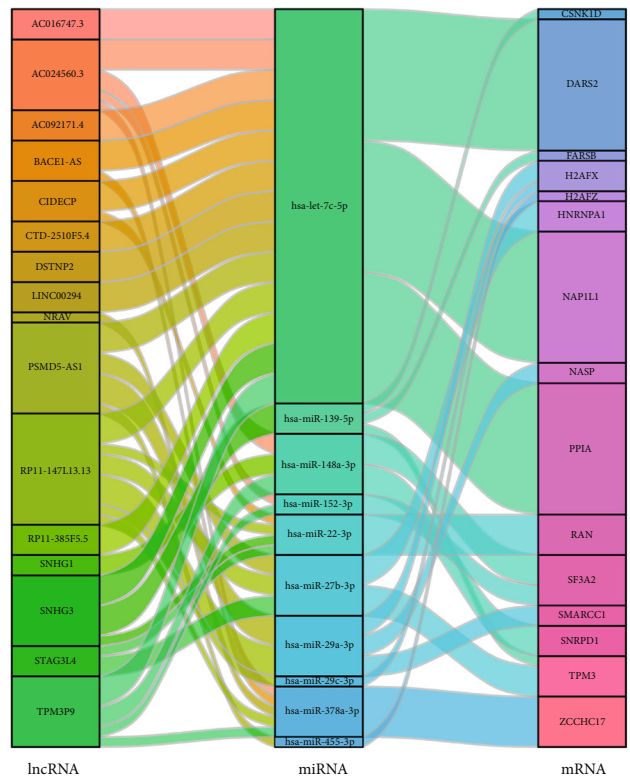 AC016747.3
AC024560.3
AC092171.4
BACE1-AS
CIDECP
CTD-2510F5.4
DSTNP2
LINC00294
NRAV
PSMD5-AS1
RP11-147L13.13
RP11-385F5.5
SNHG1
SNHG3
STAG3L4
TPM3P9
lncRNA
hsa-let-7c-5p
hsa-miR-139-5p
hsa-miR-148a-3p
hsa-miR-152-3p
hsa-miR-22-3p
hsa-miR-27b-3p
hsa-miR-29a-3p
hsa-miR-29c-3p
hsa-miR-378a-3p
hsa-miR-455-3p
miRNA
CSNK1D
DARS2
FARSB
H2AFX
H2AFZ
HNRNPA1
NAP1L1
NASP
PPIA
RAN
SF3A2
SMARCC1
SNRPD1
TPM3
ZCCHC17
mRNA